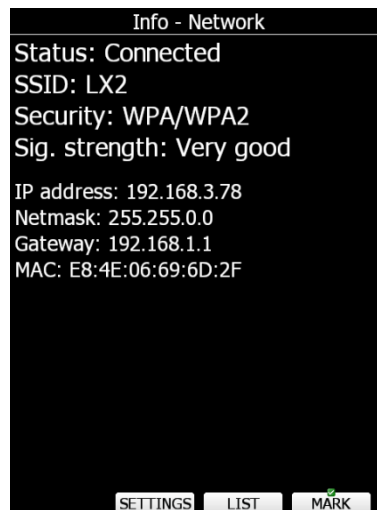 Info - Network
Status: Connected
SSID: LX2
Security: WPA/WPA2
Sig. strength: Very good
IP address: 192.168.3.78
Netmask: 255.255.0.0
Gateway: 192.168.1.1
MAC: E8:4E:06:69:6D:2F
SETTINGS LIST MARK